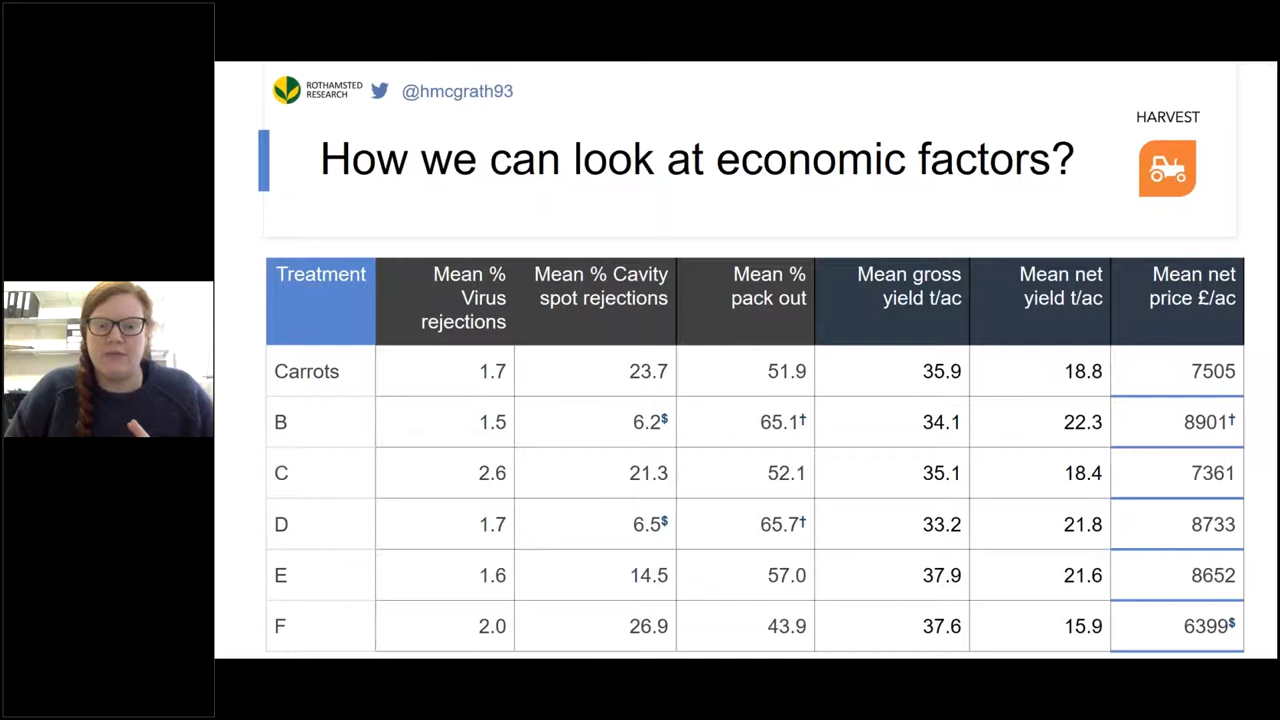 ROTHAMSTED
RESEARCH
@hmcgrath93
HARVEST
How we can look at economic factors?
Treatment Mean % Virus rejections Mean % Cavity spot rejections Mean % pack out Mean gross yield t/ac Mean net yield t/ac Mean net price £/ac
Carrots 1.7 23.7 51.9 35.9 18.8 7505
B 1.5 6.2$ 65.1† 34.1 22.3 8901†
C 2.6 21.3 52.1 35.1 18.4 7361
D 1.7 6.5$ 65.7† 33.2 21.8 8733
E 1.6 14.5 57.0 37.9 21.6 8652
F 2.0 26.9 43.9 37.6 15.9 6399$